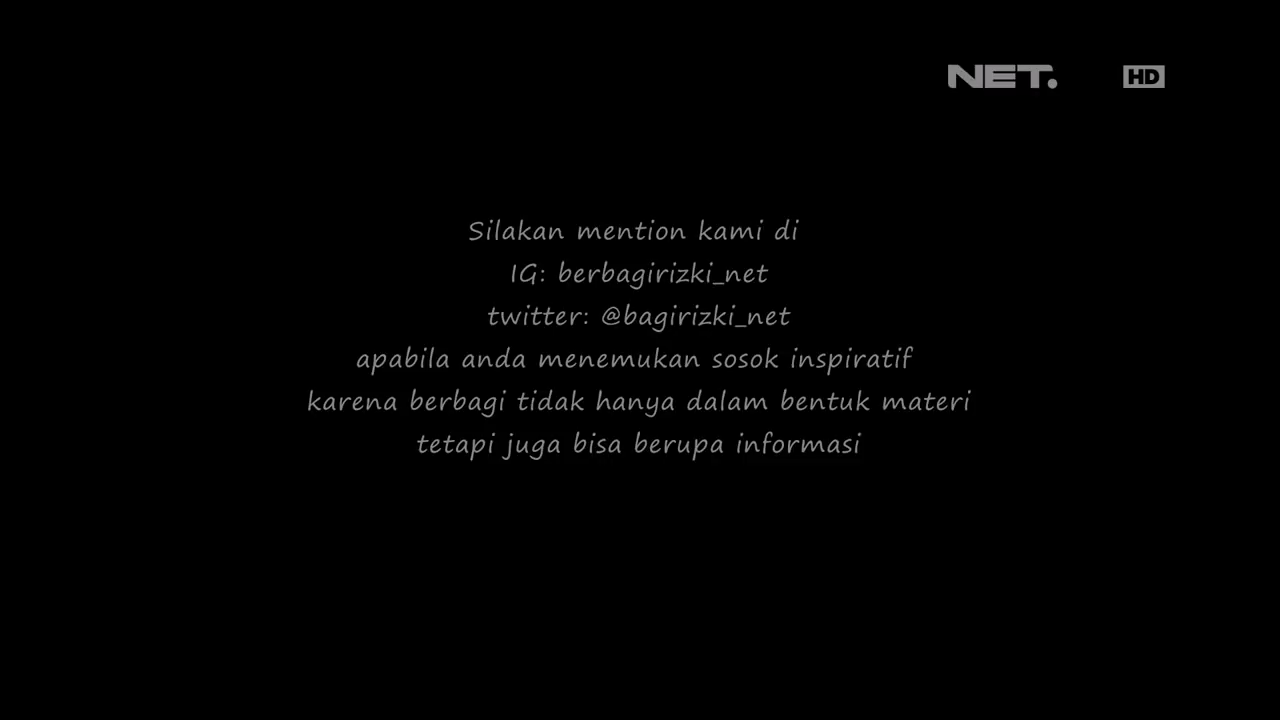 NET. HD
Silakan mention kami di
IG: berbagirizki_net
twitter: @bagirizki_net
apabila anda menemukan sosok inspiratif
karena berbagi tidak hanya dalam bentuk materi
tetapi juga bisa berupa informasi